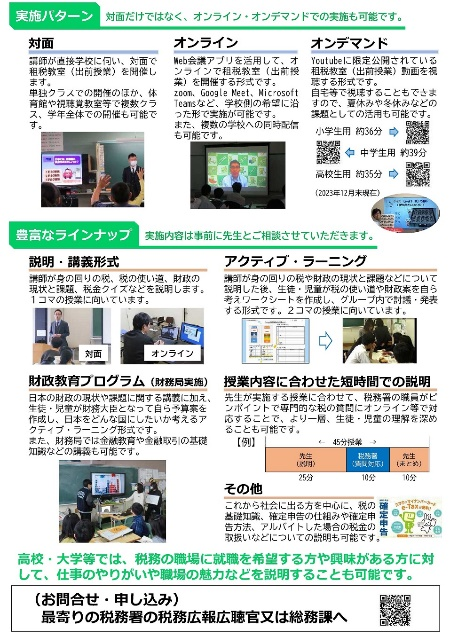 実施パターン 対面だけではなく、オンライン・オンデマンドでの実施も可能です。
対面
講師が直接学校に伺い、対面で
租税教室(出前授業)を開催し
ます。
単独クラスでの開催のほか、体
育館や視聴覚教室等で複数クラ
ス、学年全体での開催も可能で
す。
オンライン
Web会議アプリを活用して、オ
ンラインで租税教室(出前授
業)を開催する形式です。
zoom、Google Meet、Microsoft
Teamsなど、学校側の希望に沿
った形で実施が可能です。
また、複数の学校への同時配信
も可能です。
オンデマンド
Youtubeに限定公開されている
租税教室(出前授業)動画を視
聴する形式です。
自宅等で視聴することもできま
すので、夏休みや冬休みなどの
課題としての活用も可能です。
小学生用 約36分
中学生用 約39分
高校生用 約35分
(2023年12月末現在)
豊富なラインナップ 実施内容は事前に先生とご相談させていただきます。
説明・講義形式
講師が身の回りの税、税の使い道、財政の
現状と課題、税金クイズなどを説明します。
1コマの授業に向いています。
対面
オンライン
アクティブ・ラーニング
講師が身の回りの税や財政の現状と課題などについて
説明した後、生徒・児童が税の使い道や財政案を自ら
考えワークシートを作成し、グループ内で討議・発表
する形式です。2コマの授業に向いています。
財政教育プログラム(財務局実施)
日本の財政の現状や課題に関する講義に加え、
生徒・児童が財務大臣となって自ら予算案を
作成し、日本をどんな国にしたいか考える
アクティブ・ラーニング形式です。
また、財務局では金融教育や金融取引の基礎
知識などの講義も可能です。
授業内容に合わせた短時間での説明
先生が実施する授業に合わせて、税務署の職員がピ
ンポイントで専門的な税の質問にオンライン等で対
応することで、より一層、生徒・児童の理解を深め
ることも可能です。
【例】 ← 45分授業 →
先生
(説明)
税務署
(質問対応)
先生
(まとめ)
25分 10分 10分
その他
これから社会に出る方を中心に、税の
基礎知識、確定申告の仕組みや確定申
告方法、アルバイトした場合の税金の
取扱いなどについての説明も可能です。
確定申告
高校・大学等では、税務の職場に就職を希望する方や興味がある方に対
して、仕事のやりがいや職場の魅力などを説明することも可能です。
(お問合せ・申し込み)
最寄りの税務署の税務広報広聴官又は総務課へ